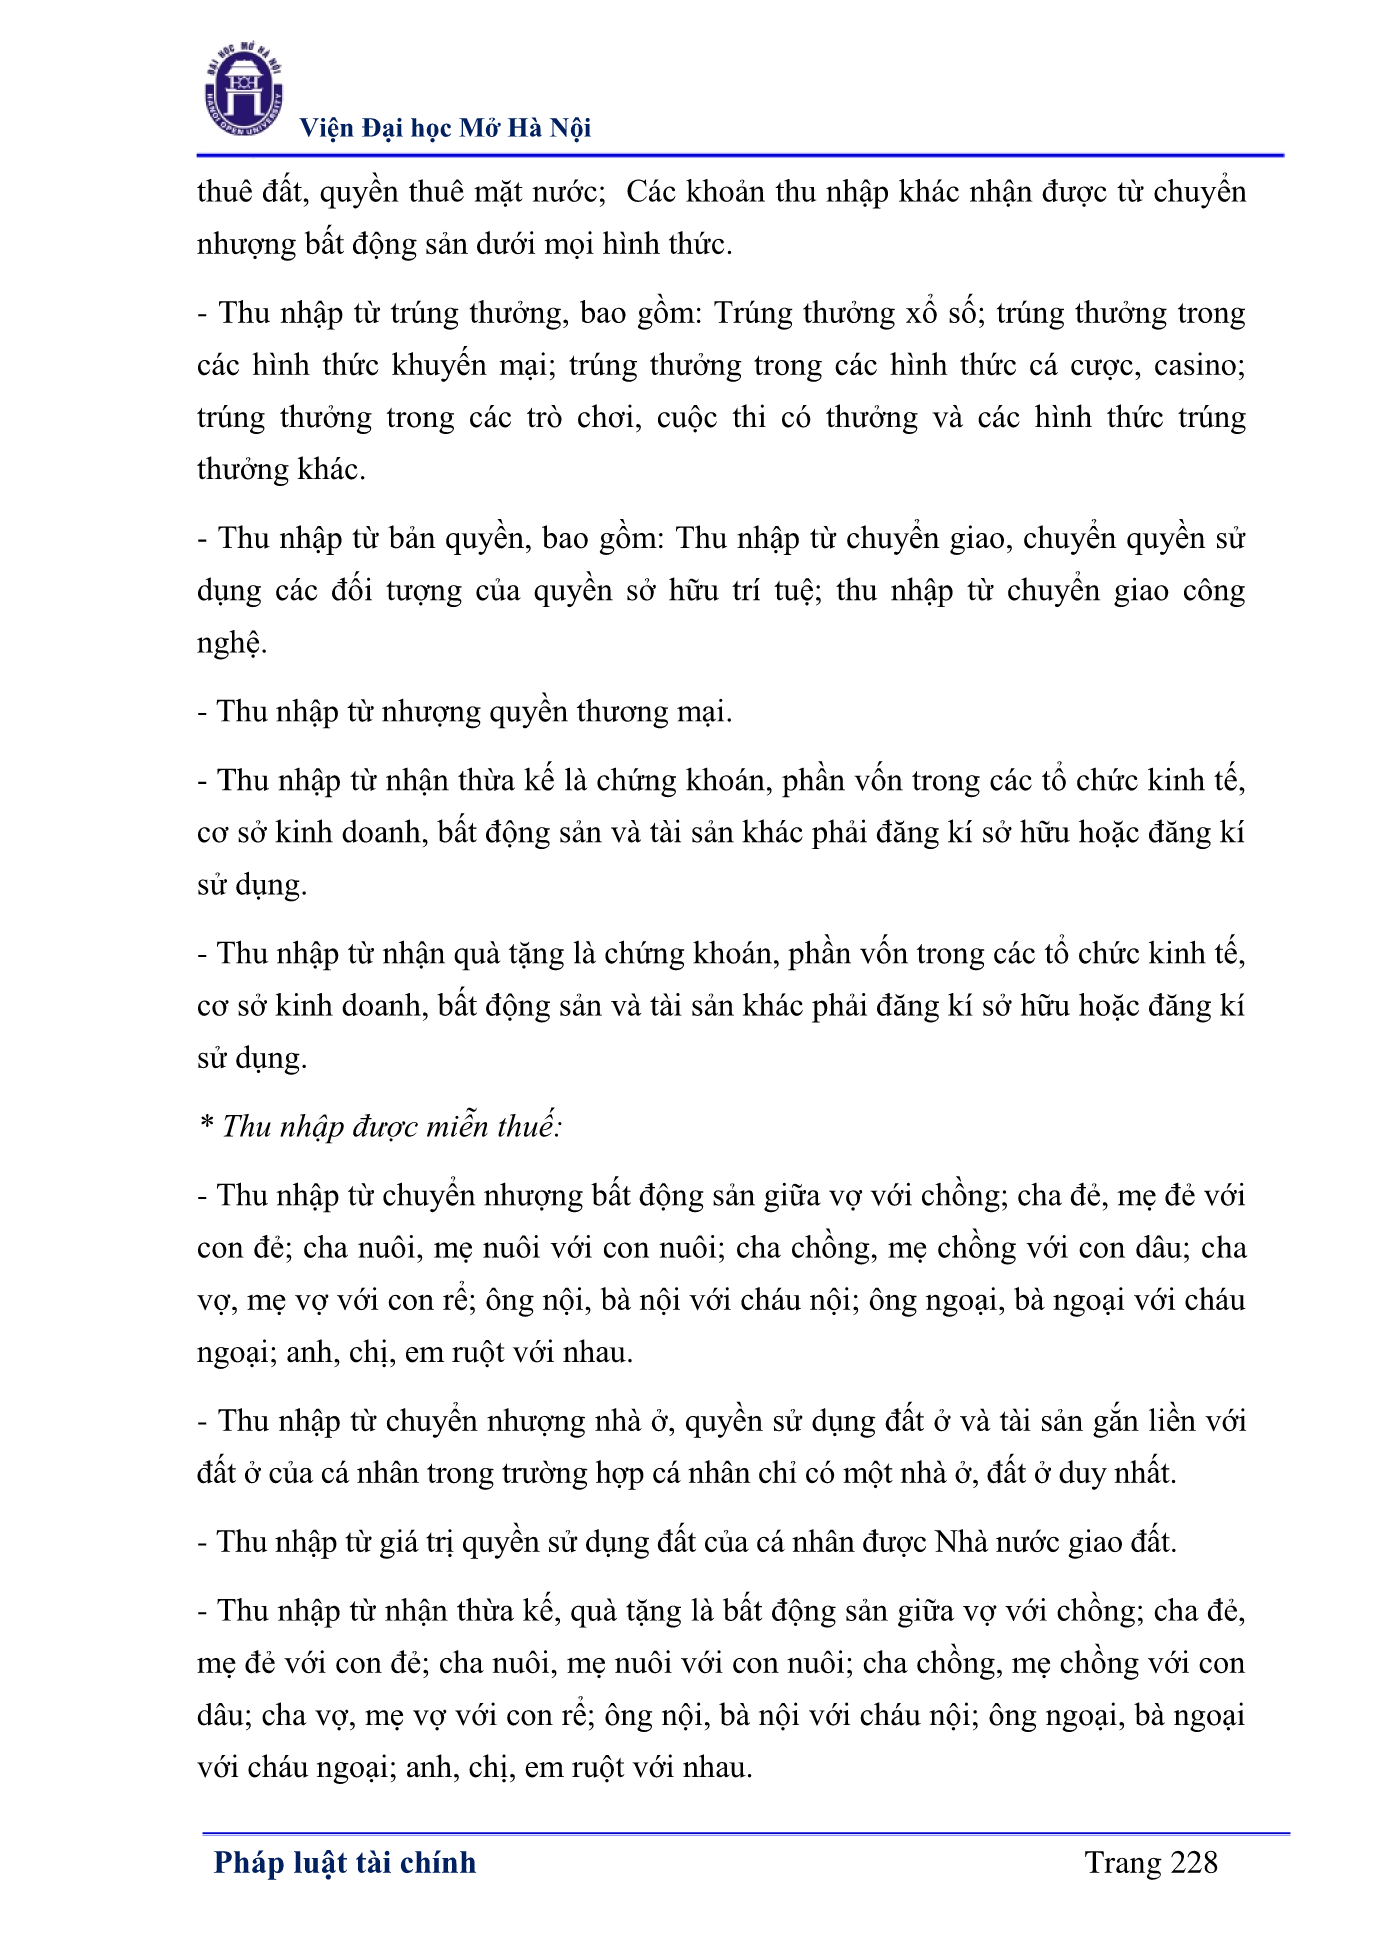 ĐẠI HỌC MỞ HÀ NỘI
HANOI OPEN UNIVERSITY
Viện Đại học Mở Hà Nội
thuê đất, quyền thuê mặt nước;  Các khoản thu nhập khác nhận được từ chuyển
nhượng bất động sản dưới mọi hình thức.
- Thu nhập từ trúng thưởng, bao gồm: Trúng thưởng xổ số; trúng thưởng trong
các hình thức khuyến mại; trúng thưởng trong các hình thức cá cược, casino;
trúng thưởng trong các trò chơi, cuộc thi có thưởng và các hình thức trúng
thưởng khác.
- Thu nhập từ bản quyền, bao gồm: Thu nhập từ chuyển giao, chuyển quyền sử
dụng các đối tượng của quyền sở hữu trí tuệ; thu nhập từ chuyển giao công
nghệ.
- Thu nhập từ nhượng quyền thương mại.
- Thu nhập từ nhận thừa kế là chứng khoán, phần vốn trong các tổ chức kinh tế,
cơ sở kinh doanh, bất động sản và tài sản khác phải đăng kí sở hữu hoặc đăng kí
sử dụng.
- Thu nhập từ nhận quà tặng là chứng khoán, phần vốn trong các tổ chức kinh tế,
cơ sở kinh doanh, bất động sản và tài sản khác phải đăng kí sở hữu hoặc đăng kí
sử dụng.
* Thu nhập được miễn thuế:
- Thu nhập từ chuyển nhượng bất động sản giữa vợ với chồng; cha đẻ, mẹ đẻ với
con đẻ; cha nuôi, mẹ nuôi với con nuôi; cha chồng, mẹ chồng với con dâu; cha
vợ, mẹ vợ với con rể; ông nội, bà nội với cháu nội; ông ngoại, bà ngoại với cháu
ngoại; anh, chị, em ruột với nhau.
- Thu nhập từ chuyển nhượng nhà ở, quyền sử dụng đất ở và tài sản gắn liền với
đất ở của cá nhân trong trường hợp cá nhân chỉ có một nhà ở, đất ở duy nhất.
- Thu nhập từ giá trị quyền sử dụng đất của cá nhân được Nhà nước giao đất.
- Thu nhập từ nhận thừa kế, quà tặng là bất động sản giữa vợ với chồng; cha đẻ,
mẹ đẻ với con đẻ; cha nuôi, mẹ nuôi với con nuôi; cha chồng, mẹ chồng với con
dâu; cha vợ, mẹ vợ với con rể; ông nội, bà nội với cháu nội; ông ngoại, bà ngoại
với cháu ngoại; anh, chị, em ruột với nhau.
Pháp luật tài chính
Trang 228